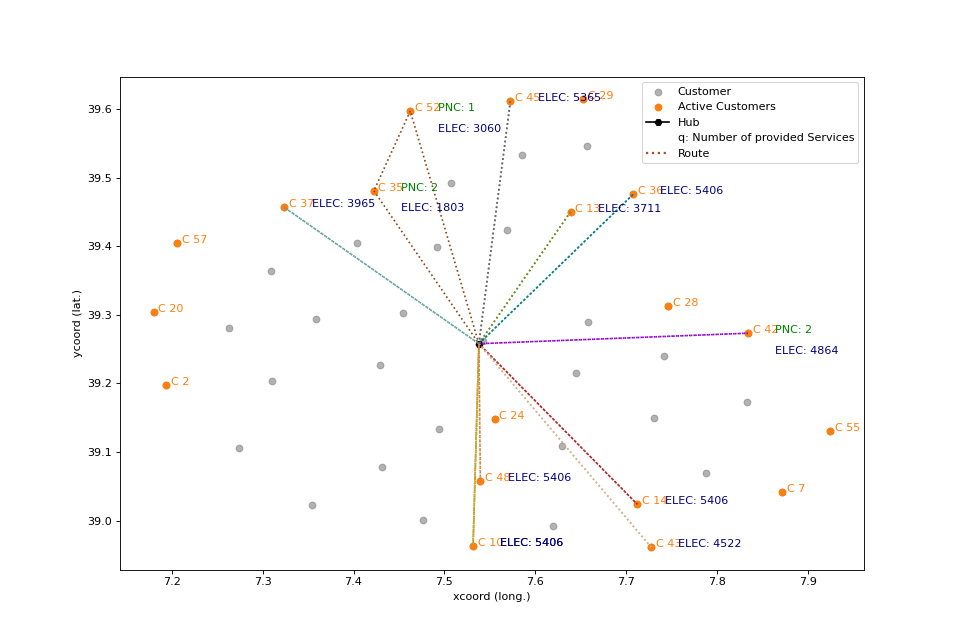 Customer
Active Customers
Hub
q: Number of provided Services
Route
C 52 PNC: 1
ELEC: 3060
C 45 ELEC: 5365
C 29
C 35 PNC: 2
ELEC: 1803
C 37 ELEC: 3965
C 36 ELEC: 5406
C 13 ELEC: 3711
C 57
C 20
C 28
C 42 PNC: 2
ELEC: 4864
C 2
C 24
C 55
C 48 ELEC: 5406
C 7
C 14 ELEC: 5406
C 10 ELEC: 5406
C 43 ELEC: 4522
39.6
39.5
39.4
39.3
39.2
39.1
39.0
ycoord (lat.)
7.2 7.3 7.4 7.5 7.6 7.7 7.8 7.9
xcoord (long.)